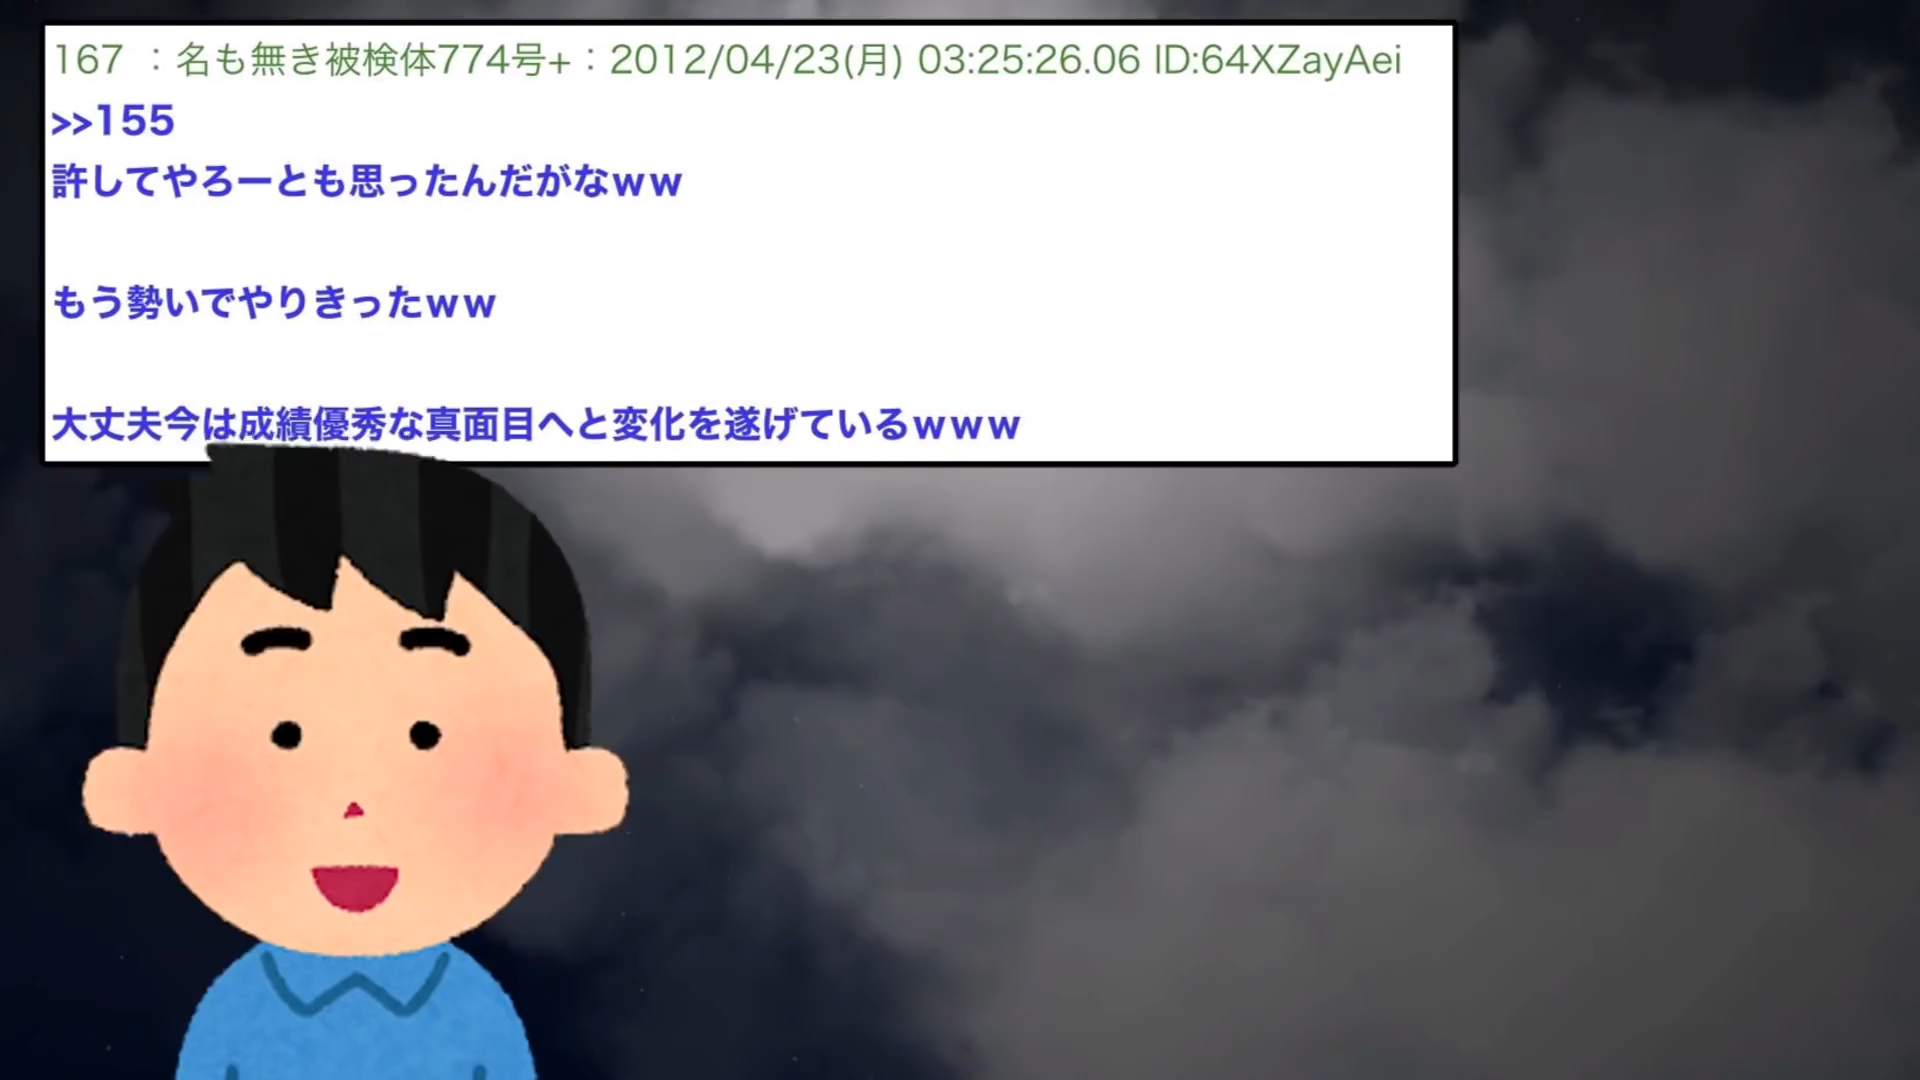 167 ：名も無き被検体774号+：2012/04/23(月) 03:25:26.06 ID:64XZayAei
>>155
許してやろーとも思ったんだがなｗｗ
もう勢いでやりきったｗｗ
大丈夫今は成績優秀な真面目へと変化を遂げているｗｗｗ